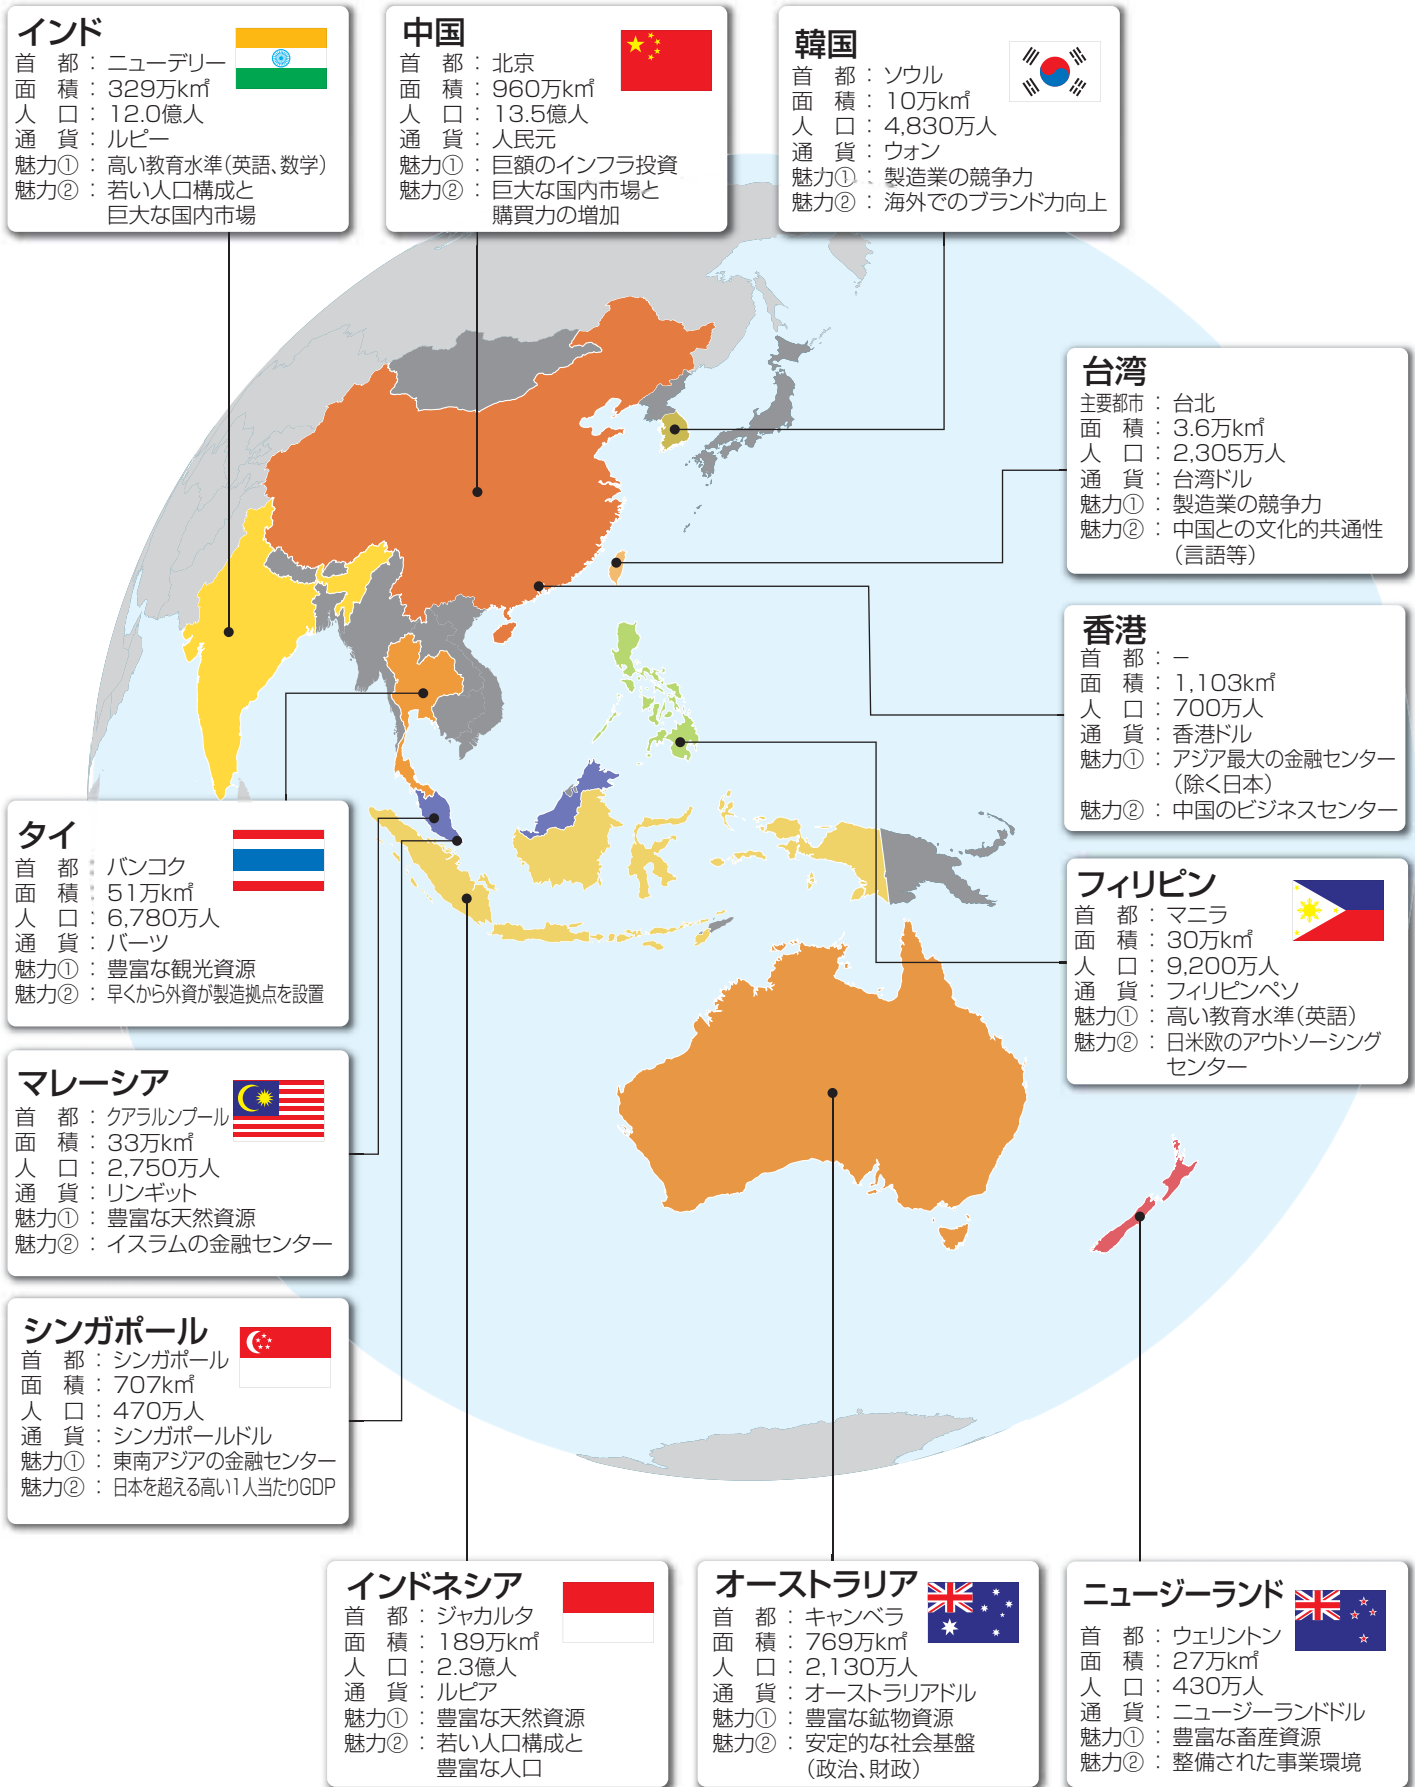 インド
首 都：ニューデリー
面 積：329万k㎡
人 口：12.0億人
通 貨：ルピー
魅力①：高い教育水準(英語、数学)
魅力②：若い人口構成と
巨大な国内市場
中国
首 都：北京
面 積：960万k㎡
人 口：13.5億人
通 貨：人民元
魅力①：巨額のインフラ投資
魅力②：巨大な国内市場と
購買力の増加
韓国
首 都：ソウル
面 積：10万k㎡
人 口：4,830万人
通 貨：ウォン
魅力①：製造業の競争力
魅力②：海外でのブランド力向上
台湾
主要都市：台北
面 積：3.6万k㎡
人 口：2,305万人
通 貨：台湾ドル
魅力①：製造業の競争力
魅力②：中国との文化的共通性
(言語等)
香港
首 都：－
面 積：1,103k㎡
人 口：700万人
通 貨：香港ドル
魅力①：アジア最大の金融センター
(除く日本)
魅力②：中国のビジネスセンター
タイ
首 都：バンコク
面 積：51万k㎡
人 口：6,780万人
通 貨：バーツ
魅力①：豊富な観光資源
魅力②：早くから外資が製造拠点を設置
フィリピン
首 都：マニラ
面 積：30万k㎡
人 口：9,200万人
通 貨：フィリピンペソ
魅力①：高い教育水準(英語)
魅力②：日米欧のアウトソーシング
センター
マレーシア
首 都：クアラルンプール
面 積：33万k㎡
人 口：2,750万人
通 貨：リンギット
魅力①：豊富な天然資源
魅力②：イスラムの金融センター
シンガポール
首 都：シンガポール
面 積：707k㎡
人 口：470万人
通 貨：シンガポールドル
魅力①：東南アジアの金融センター
魅力②：日本を超える高い1人当たりGDP
インドネシア
首 都：ジャカルタ
面 積：189万k㎡
人 口：2.3億人
通 貨：ルピア
魅力①：豊富な天然資源
魅力②：若い人口構成と
豊富な人口
オーストラリア
首 都：キャンベラ
面 積：769万k㎡
人 口：2,130万人
通 貨：オーストラリアドル
魅力①：豊富な鉱物資源
魅力②：安定的な社会基盤
(政治、財政)
ニュージーランド
首 都：ウェリントン
面 積：27万k㎡
人 口：430万人
通 貨：ニュージーランドドル
魅力①：豊富な畜産資源
魅力②：整備された事業環境